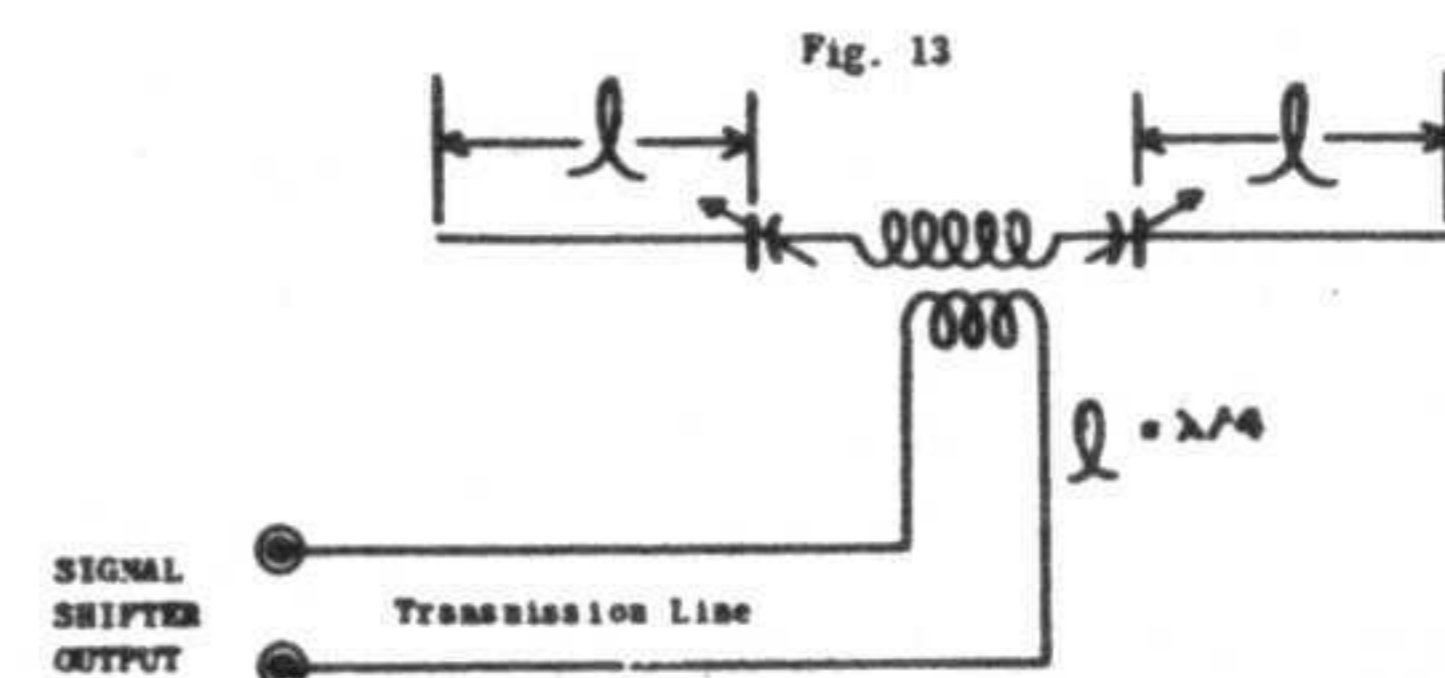 Fig. 13
ℓ
ℓ
ℓ = λ/4
SIGNAL
SHIFTER
OUTPUT
Transmission Line